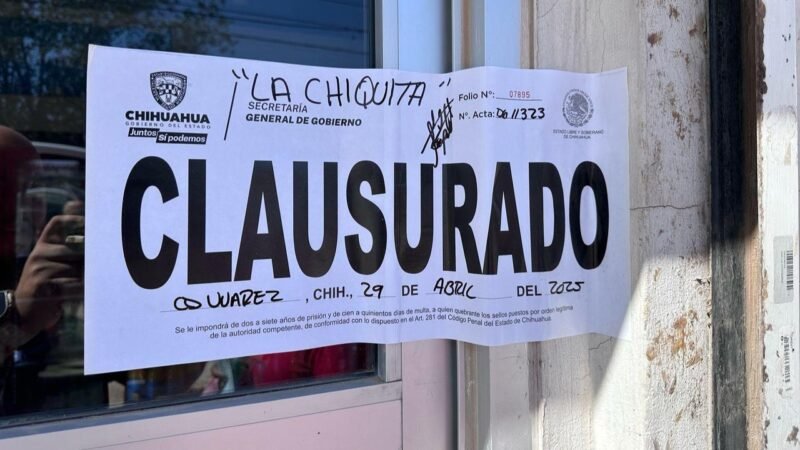 "LA CHIQUITA"
CHIHUAHUA
GOBIERNO DEL ESTADO
Juntos Sí podemos
SECRETARÍA
GENERAL DE GOBIERNO
Folio N°: 07895
N°. Acta: 06 11323
ESTADO LIBRE Y SOBERANO
DE CHIHUAHUA
CLAUSURADO
CD JUAREZ, CHIH., 29 DE ABRIL DEL 2025
Se le impondrá de dos a siete años de prisión y de cien a quinientos días de multa, a quien quebrante los sellos puestos por orden legítima
de la autoridad competente, de conformidad con lo dispuesto en el Art. 281 del Código Penal del Estado de Chihuahua.